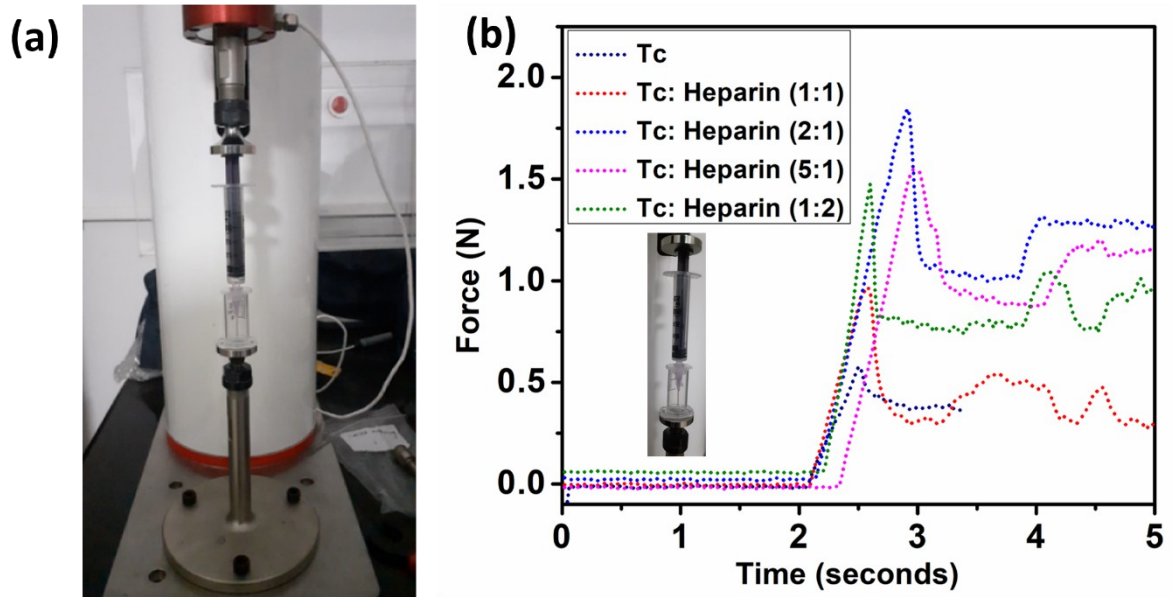 (a)
(b)
Tc
Tc: Heparin (1:1)
Tc: Heparin (2:1)
Tc: Heparin (5:1)
Tc: Heparin (1:2)
2.0
1.5
1.0
0.5
0.0
Force (N)
0 1 2 3 4 5
Time (seconds)